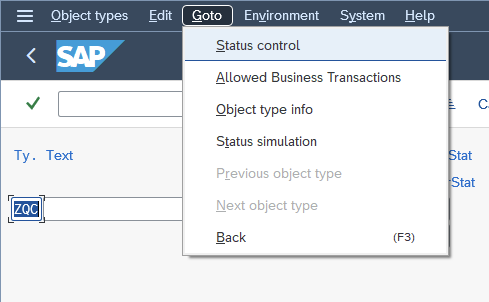 Object types Edit Goto Environment System Help
Status control
SAP
Allowed Business Transactions
Object type info
Status simulation
Ty. Text
Stat
Previous object type
Stat
ZQC
Next object type
Back (F3)